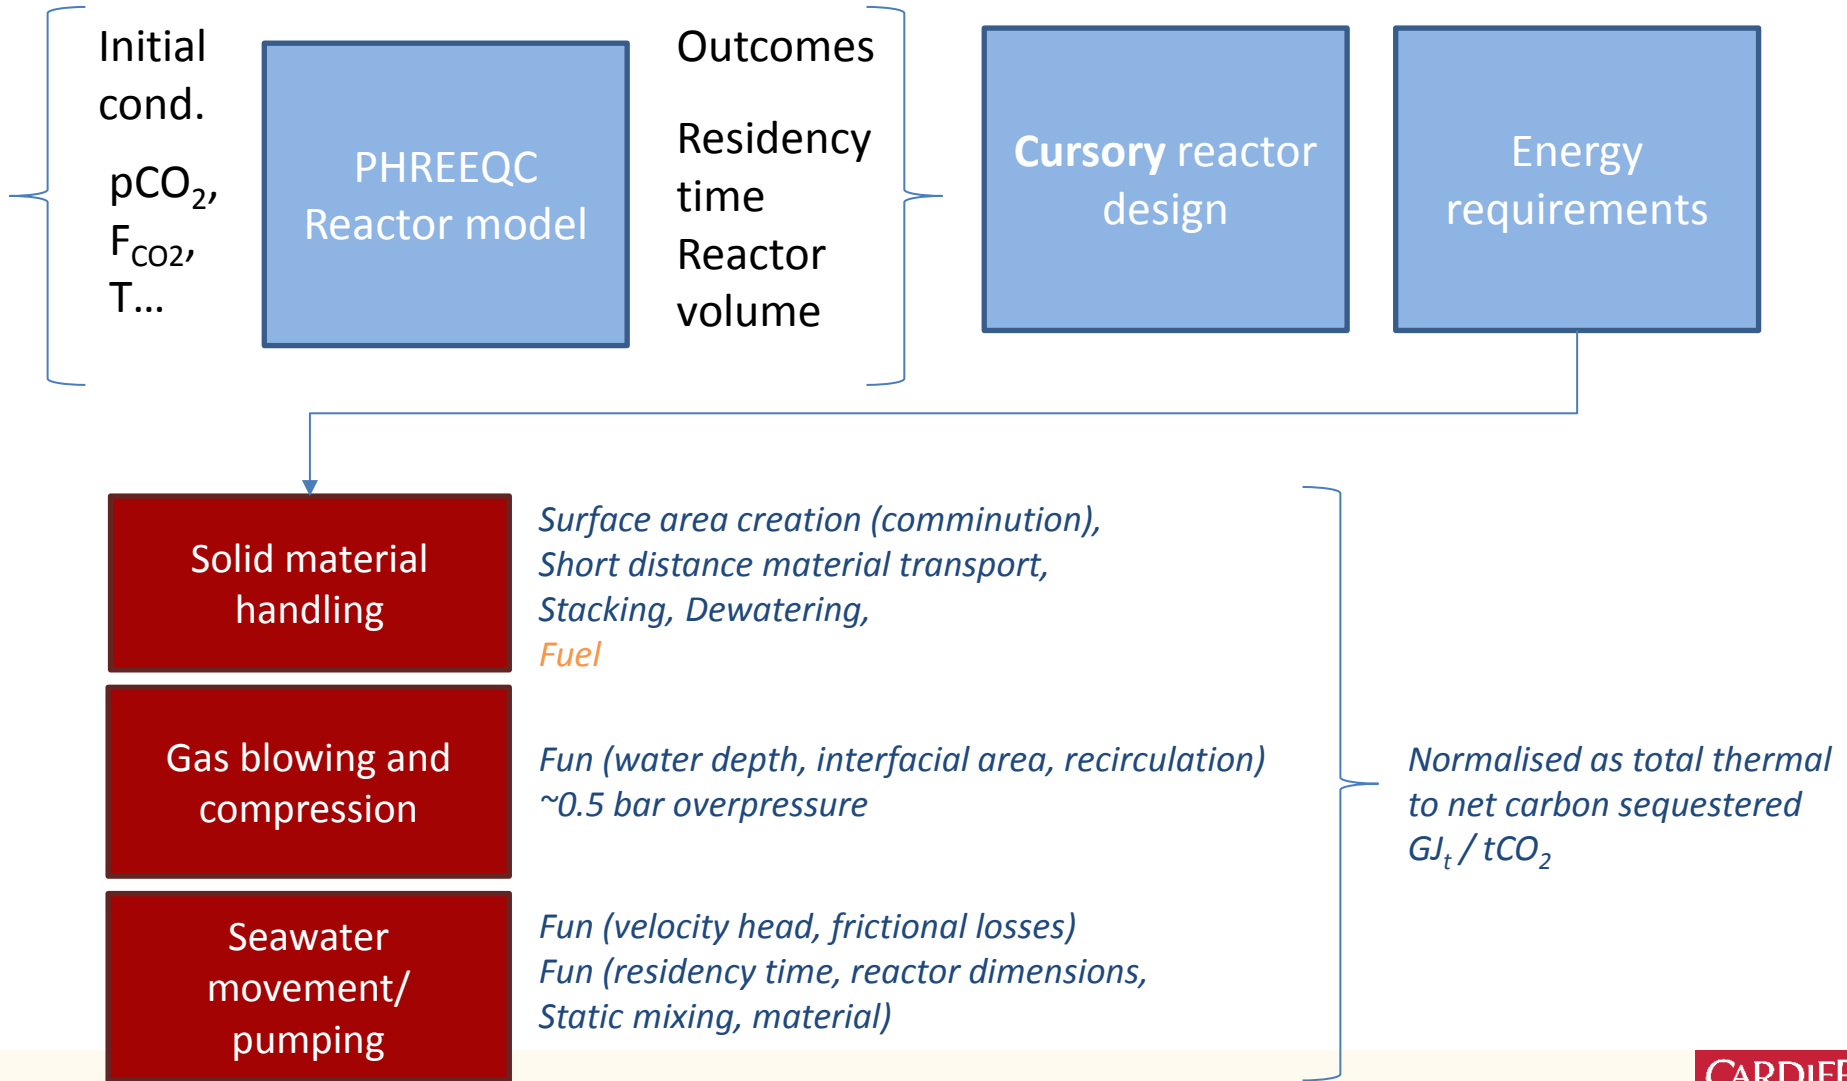 Initial
cond.
pCO₂,
F_CO2,
T...
PHREEQC
Reactor model
Outcomes
Residency
time
Reactor
volume
Cursory reactor
design
Energy
requirements
Solid material
handling
Surface area creation (comminution),
Short distance material transport,
Stacking, Dewatering,
Fuel
Gas blowing and
compression
Fun (water depth, interfacial area, recirculation)
~0.5 bar overpressure
Seawater
movement/
pumping
Fun (velocity head, frictional losses)
Fun (residency time, reactor dimensions,
Static mixing, material)
Normalised as total thermal
to net carbon sequestered
GJₜ / tCO₂